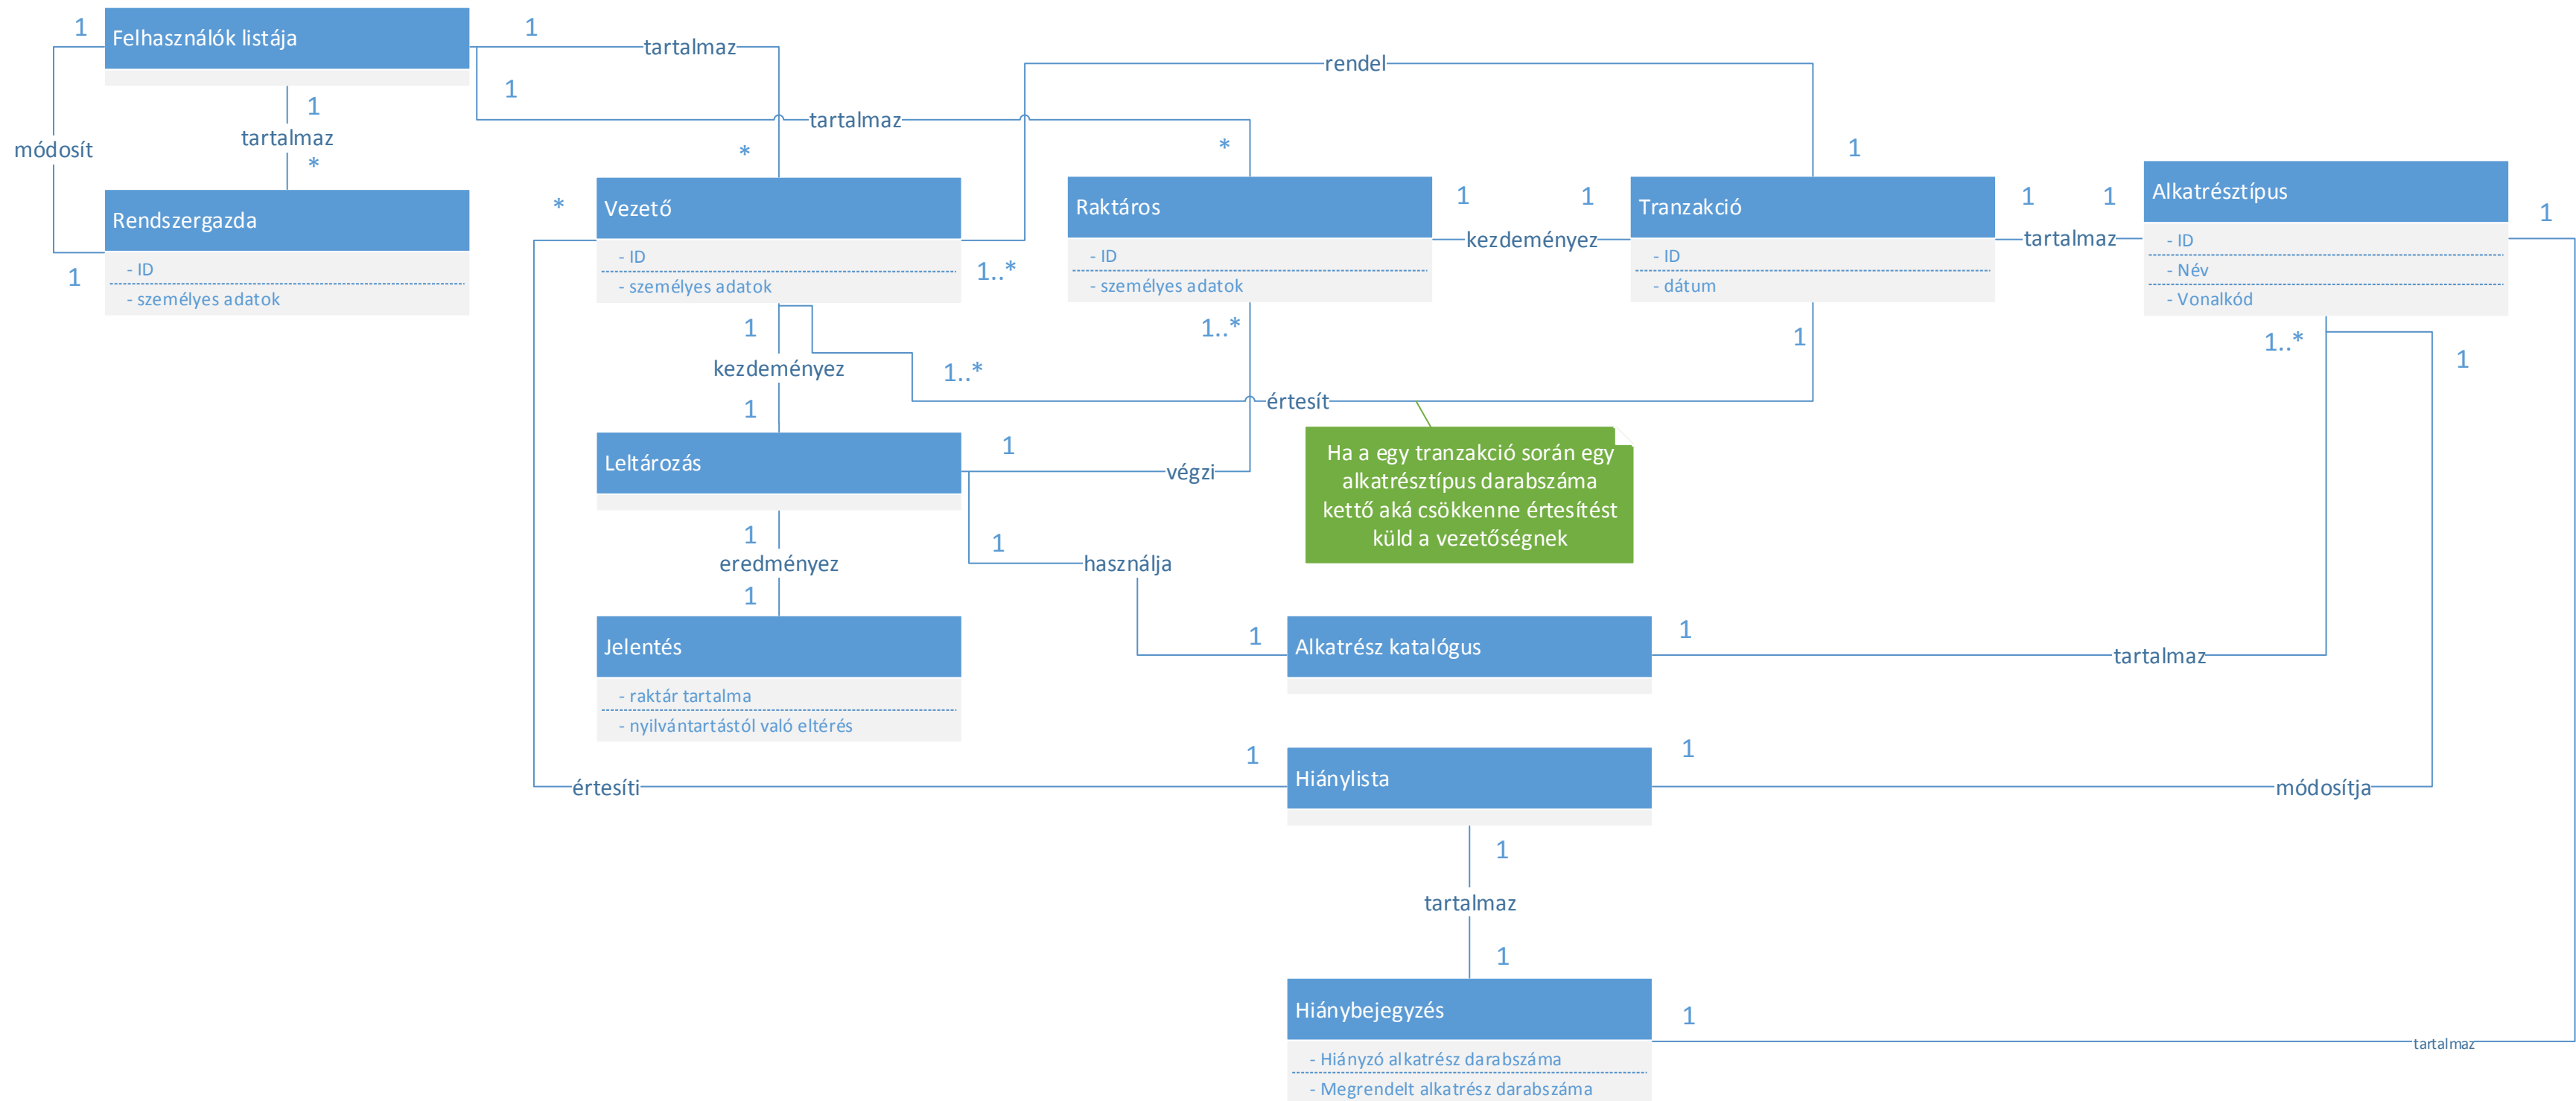 1
Felhasználók listája
1
tartalmaz
rendel
1
1
tartalmaz
módosít
*
tartalmaz
*
*
1
Rendszergazda
- ID
- személyes adatok
1
*
Vezető
- ID
- személyes adatok
1..*
Raktáros
- ID
- személyes adatok
1
kezdeményez
1
Tranzakció
- ID
- dátum
1
tartalmaz
1
Alkatrésztípus
- ID
- Név
- Vonalkód
1
1
kezdeményez
1
1..*
1..*
1
értesít
1..*
1
Ha a egy tranzakció során egy
alkatrésztípus darabszáma
kettő aká csökkenne értesítést
küld a vezetőségnek
Leltározás
1
végzi
1
eredményez
1
1
használja
Jelentés
- raktár tartalma
- nyilvántartástól való eltérés
1
Alkatrész katalógus
1
tartalmaz
értesíti
1
Hiánylista
1
módosítja
1
tartalmaz
1
Hiánybejegyzés
- Hiányzó alkatrész darabszáma
- Megrendelt alkatrész darabszáma
1
tartalmaz